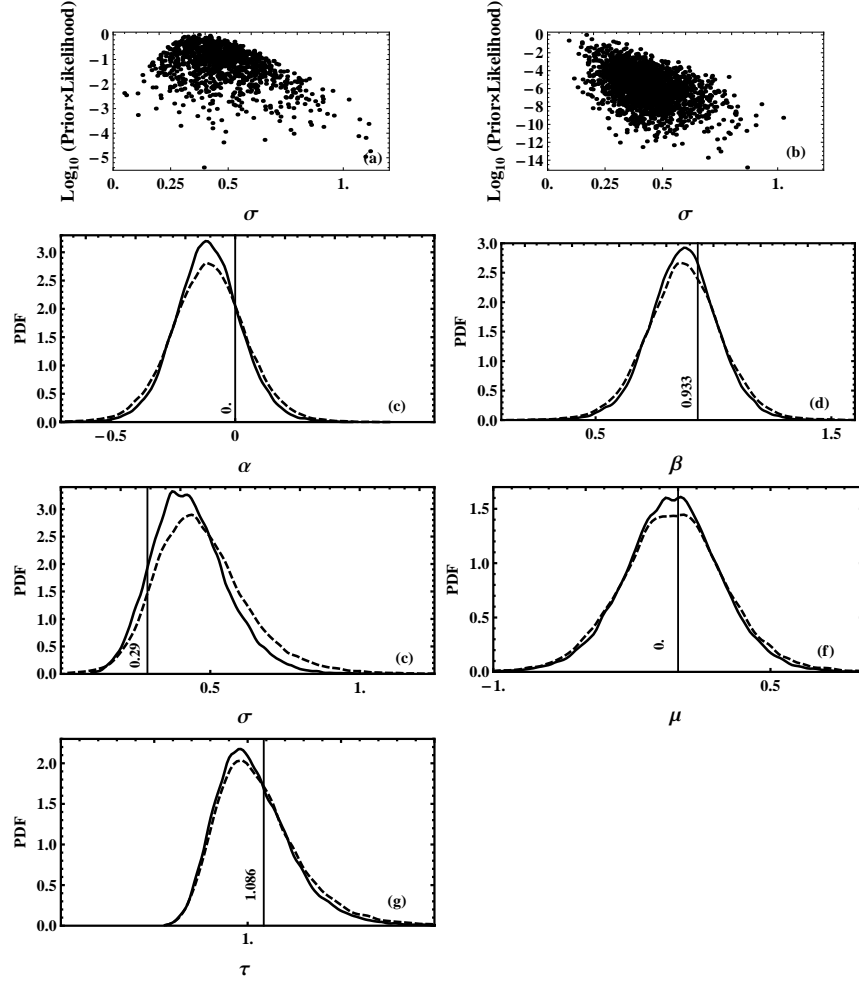 Log₁₀ (Prior×Likelihood)
0
−1
−2
−3
−4
−5
(a)
0. 0.25 0.5 1.
σ
Log₁₀ (Prior×Likelihood)
0
−2
−4
−6
−8
−10
−12
−14
(b)
0. 0.25 0.5 1.
σ
PDF
3.0
2.5
2.0
1.5
1.0
0.5
0.0
0.
(c)
−0.5 0
α
PDF
3.0
2.5
2.0
1.5
1.0
0.5
0.0
0.933
(d)
0.5 1.5
β
PDF
3.0
2.5
2.0
1.5
1.0
0.5
0.0
0.29
(c)
0.5 1.
σ
PDF
1.5
1.0
0.5
0.0
0.
(f)
−1. 0.5
μ
PDF
2.0
1.5
1.0
0.5
0.0
1.086
(g)
1.
τ